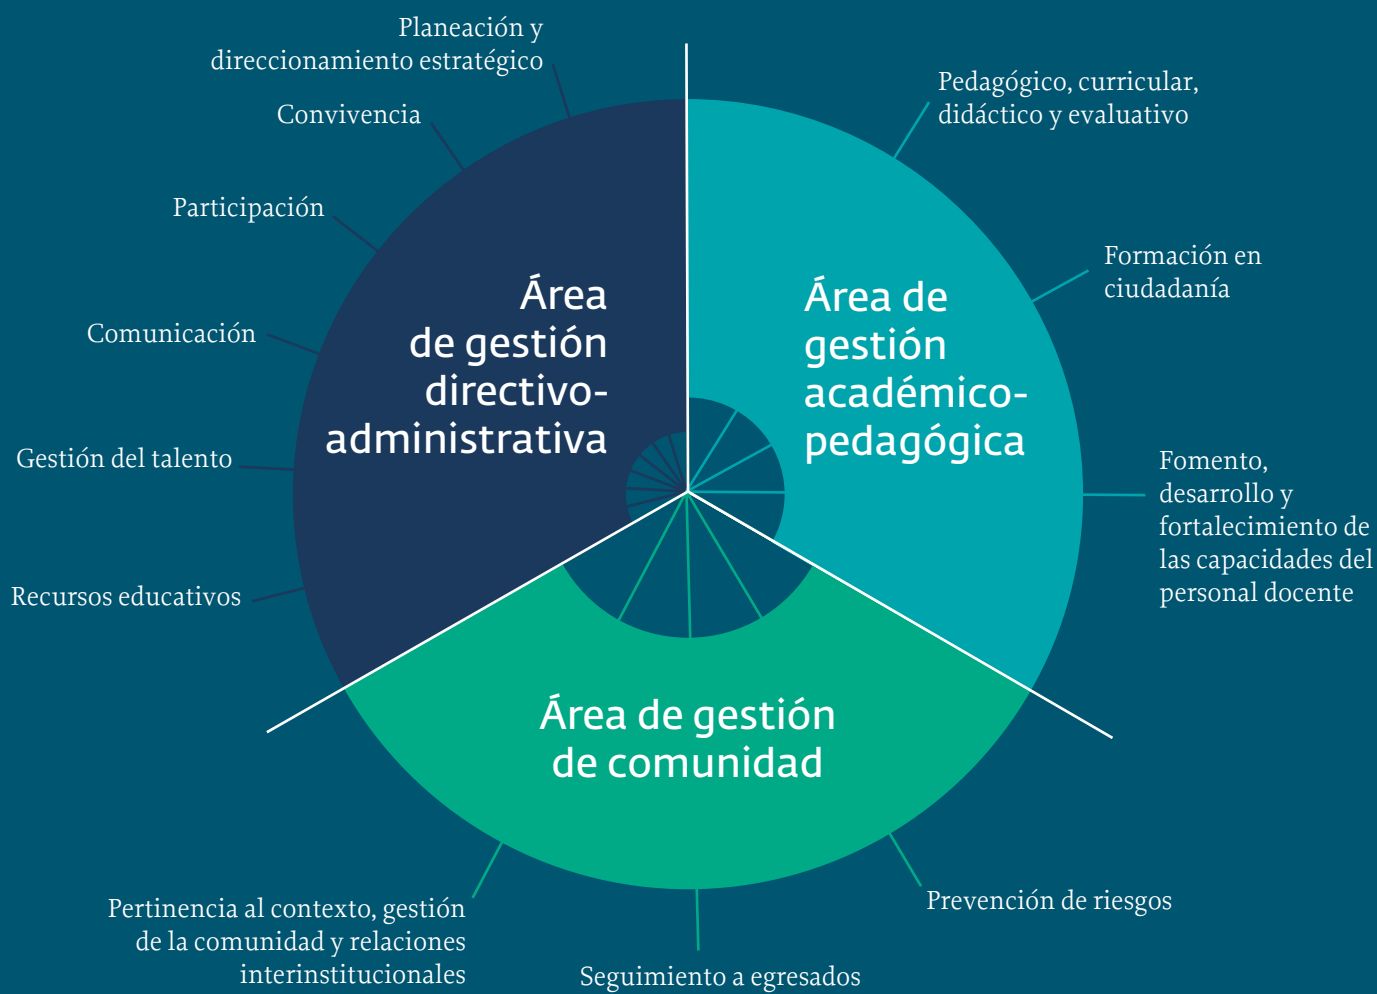 Planeación y
direccionamiento estratégico
Convivencia
Participación
Comunicación
Gestión del talento
Recursos educativos
Área
de gestión
directivo-
administrativa
Pedagógico, curricular,
didáctico y evaluativo
Formación en
ciudadanía
Fomento,
desarrollo y
fortalecimiento de
las capacidades del
personal docente
Área de
gestión
académico-
pedagógica
Área de gestión
de comunidad
Pertinencia al contexto, gestión
de la comunidad y relaciones
interinstitucionales
Seguimiento a egresados
Prevención de riesgos